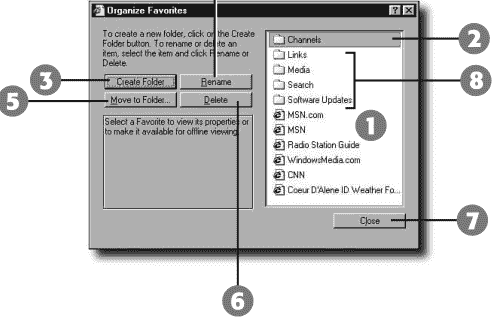 Organize Favorites
To create a new folder, click on the Create
Folder button. To rename or delete an
item, select the item and click Rename or
Delete.
Create Folder...
Rename
Move to Folder...
Delete
Select a Favorite to view its properties or
to make it available for offline viewing.
Channels
Links
Media
Search
Software Updates
MSN.com
MSN
Radio Station Guide
WindowsMedia.com
CNN
Coeur D'Alene ID Weather Fo...
Close
3
5
6
2
8
1
7